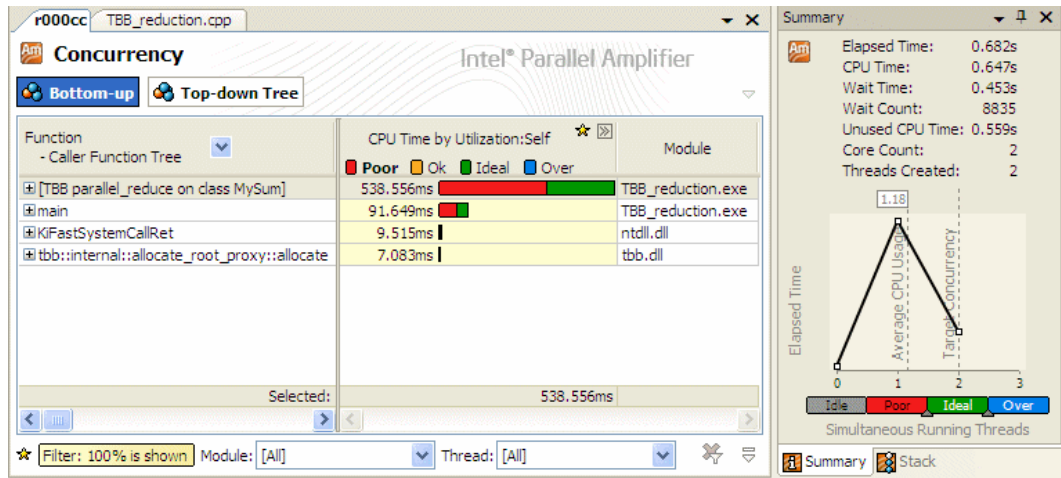 r000cc TBB_reduction.cpp
Concurrency
Intel® Parallel Amplifier
Bottom-up Top-down Tree
Function
- Caller Function Tree
CPU Time by Utilization:Self
Poor Ok Ideal Over
Module
[TBB parallel_reduce on class MySum] 538.556ms TBB_reduction.exe
main 91.649ms TBB_reduction.exe
KiFastSystemCallRet 9.515ms ntdll.dll
tbb::internal::allocate_root_proxy::allocate 7.083ms tbb.dll
Selected: 538.556ms
Filter: 100% is shown Module: [All] Thread: [All]
Summary
Am
Elapsed Time: 0.682s
CPU Time: 0.647s
Wait Time: 0.453s
Wait Count: 8835
Unused CPU Time: 0.559s
Core Count: 2
Threads Created: 2
1.18
Elapsed Time
Average CPU Usage
Target Concurrency
0 1 2 3
Idle Poor Ideal Over
Simultaneous Running Threads
Summary Stack